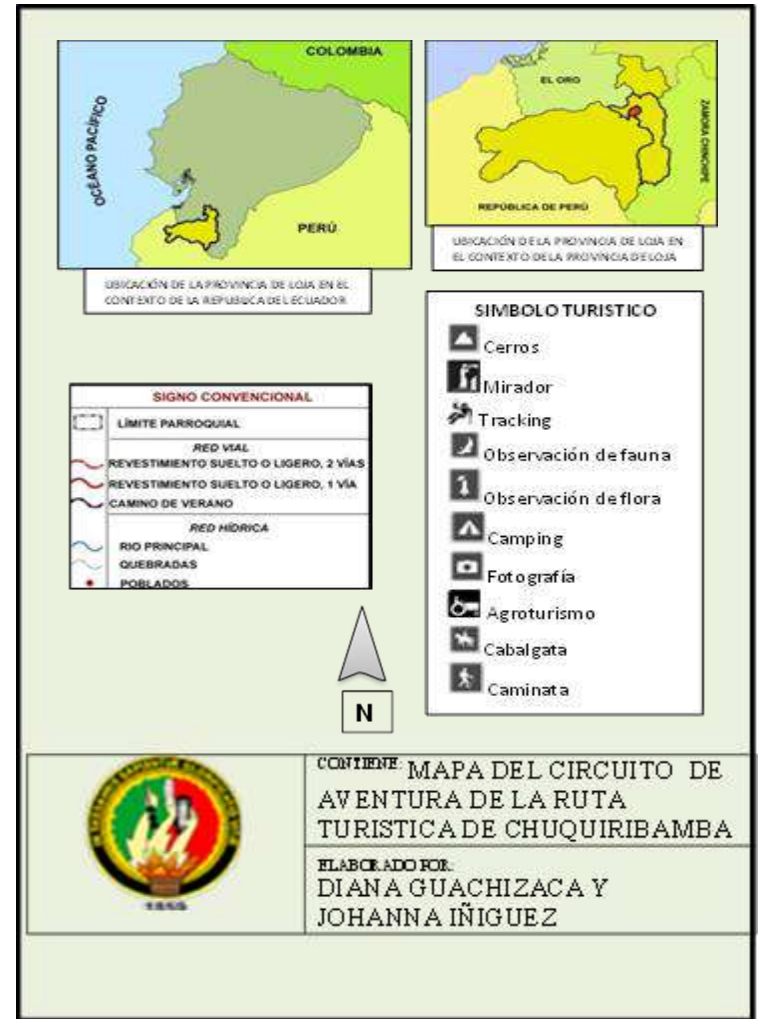 COLOMBIA
OCÉANO PACÍFICO
PERÚ
UBICACIÓN DE LA PROVINCIA DE LOJA EN EL
CONTEXTO DE LA REPUBLICA DEL ECUADOR
EL ORO
ZAMORA CHINCHIPE
REPÚBLICA DE PERÚ
UBICACIÓN DE LA PROVINCIA DE LOJA EN
EL CONTEXTO DE LA PROVINCIA DE LOJA
SIGNO CONVENCIONAL
LÍMITE PARROQUIAL
RED VIAL
REVESTIMIENTO SUELTO O LIGERO, 2 VÍAS
REVESTIMIENTO SUELTO O LIGERO, 1 VÍA
CAMINO DE VERANO
RED HÍDRICA
RIO PRINCIPAL
QUEBRADAS
POBLADOS
SIMBOLO TURISTICO
Cerros
Mirador
Tracking
Observación de fauna
Observación de flora
Camping
Fotografía
Agroturismo
Cabalgata
Caminata
N
1859
CONTIENE: MAPA DEL CIRCUITO DE
AVENTURA DE LA RUTA
TURISTICA DE CHUQUIRIBAMBA
ELABORADO POR:
DIANA GUACHIZACA Y
JOHANNA IÑIGUEZ